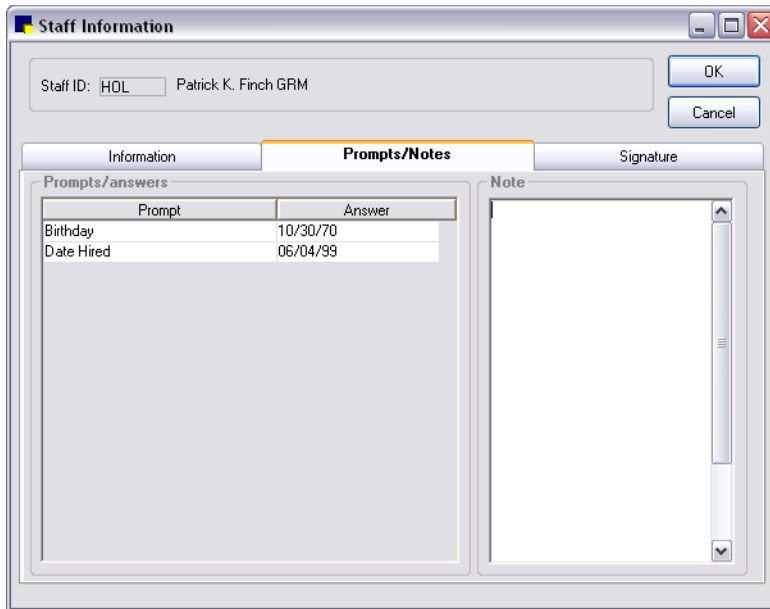 Staff Information
Staff ID: HOL Patrick K. Finch GRM
OK
Cancel
Information Prompts/Notes Signature
Prompts/answers Note
Prompt Answer
Birthday 10/30/70
Date Hired 06/04/99